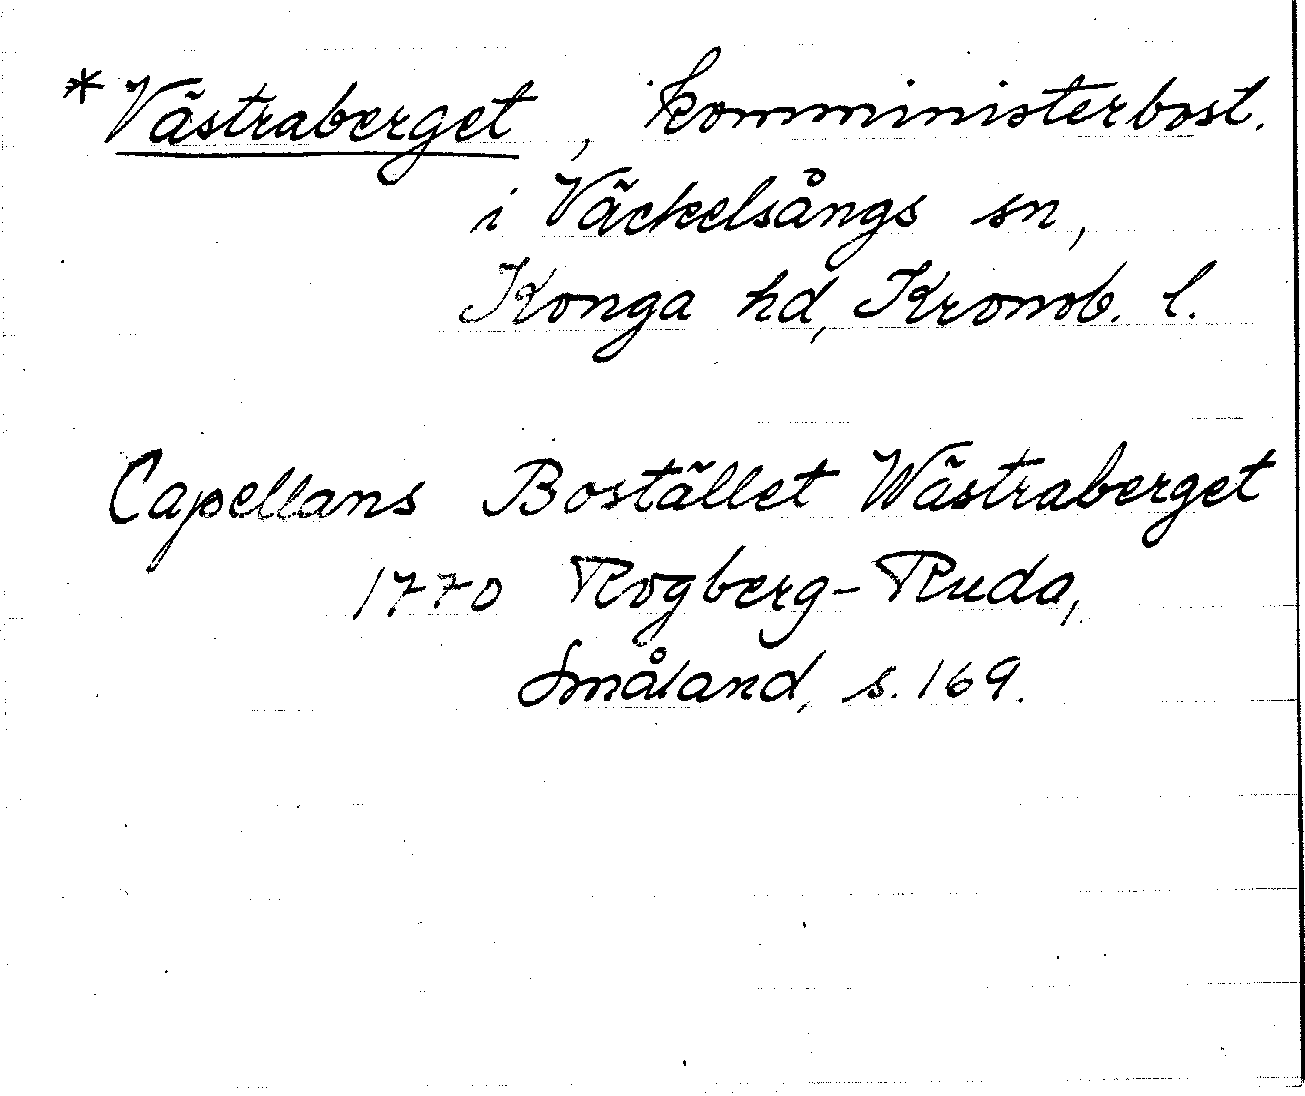 * Västraberget, komministerbost.
i Väckelsångs sn,
Konga hd, Kronob. l.
Capellans Bostället Wästraberget
1770 Rogberg-Ruda,
Småland, s. 169.